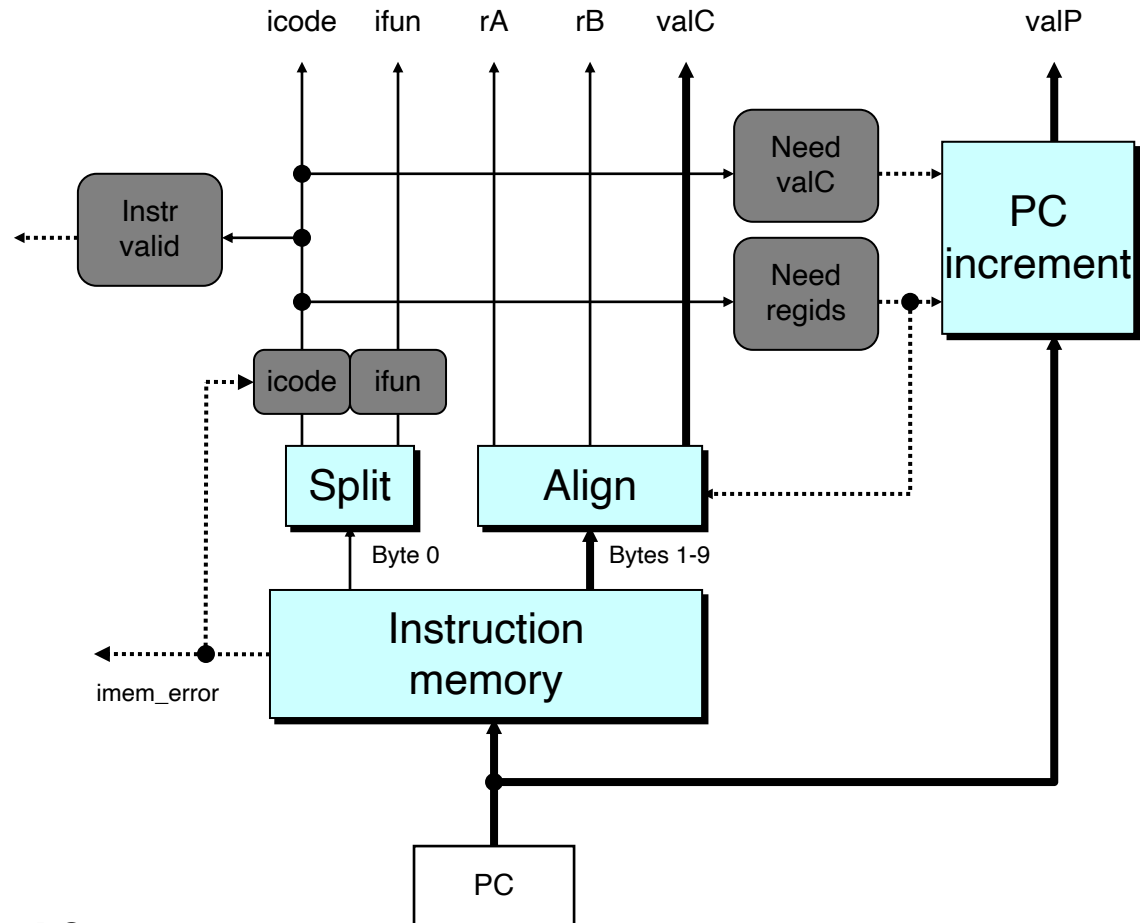 icode ifun rA rB valC valP
Need
valC
Instr
valid
PC
increment
Need
regids
icode ifun
Split
Align
Byte 0
Bytes 1-9
Instruction
memory
imem_error
PC